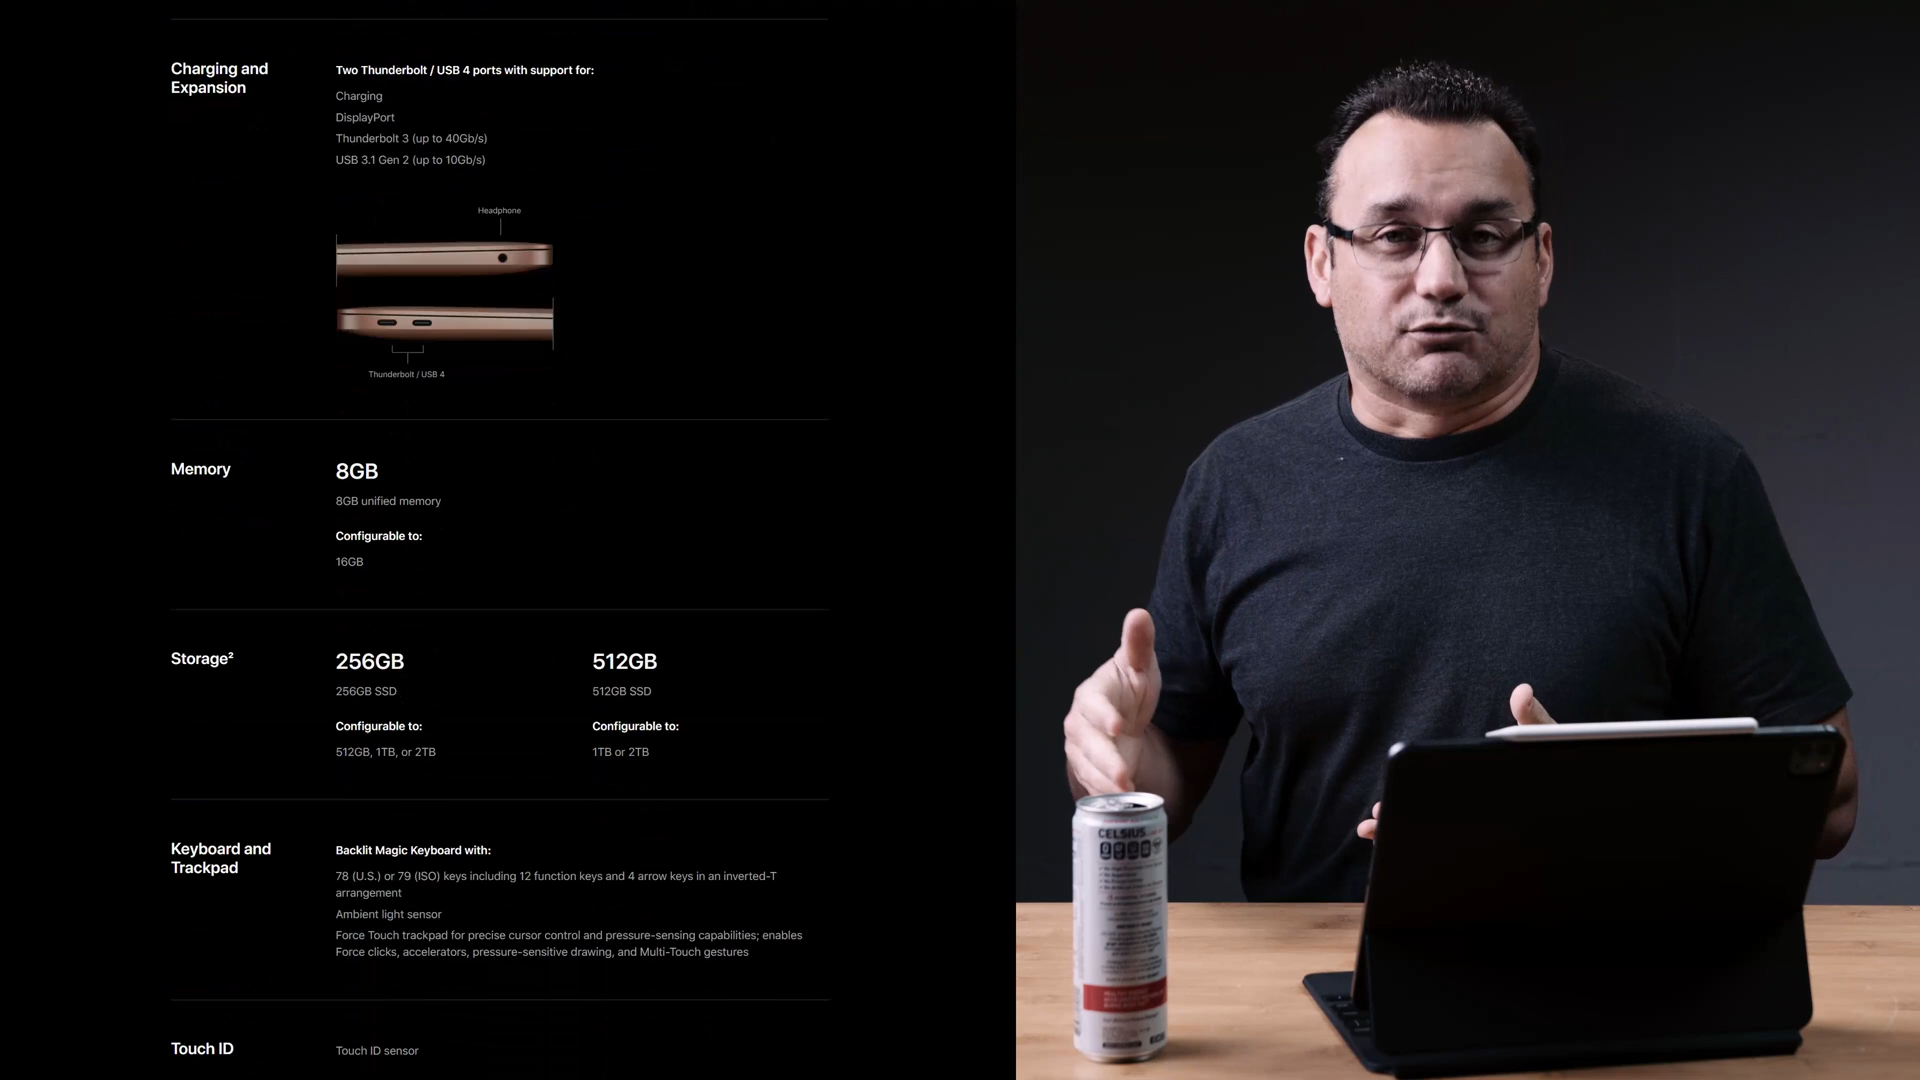 Charging and
Expansion
Two Thunderbolt / USB 4 ports with support for:
Charging
DisplayPort
Thunderbolt 3 (up to 40Gb/s)
USB 3.1 Gen 2 (up to 10Gb/s)
Headphone
Thunderbolt / USB 4
Memory
8GB
8GB unified memory
Configurable to:
16GB
Storage²
256GB
256GB SSD
Configurable to:
512GB, 1TB, or 2TB
512GB
512GB SSD
Configurable to:
1TB or 2TB
Keyboard and
Trackpad
Backlit Magic Keyboard with:
78 (U.S.) or 79 (ISO) keys including 12 function keys and 4 arrow keys in an inverted-T
arrangement
Ambient light sensor
Force Touch trackpad for precise cursor control and pressure-sensing capabilities; enables
Force clicks, accelerators, pressure-sensitive drawing, and Multi-Touch gestures
Touch ID
Touch ID sensor
CELSIUS